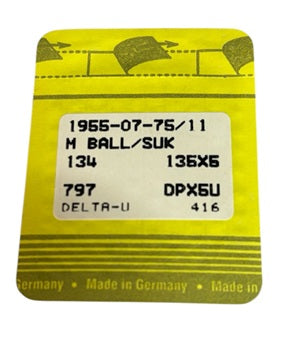 1955-07-75/11
M BALL/SUK
134 135X5
797 DPX5U
DELTA-U 416
Germany • Made in Germany • Made in